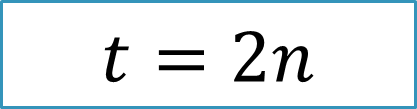 t = 2n